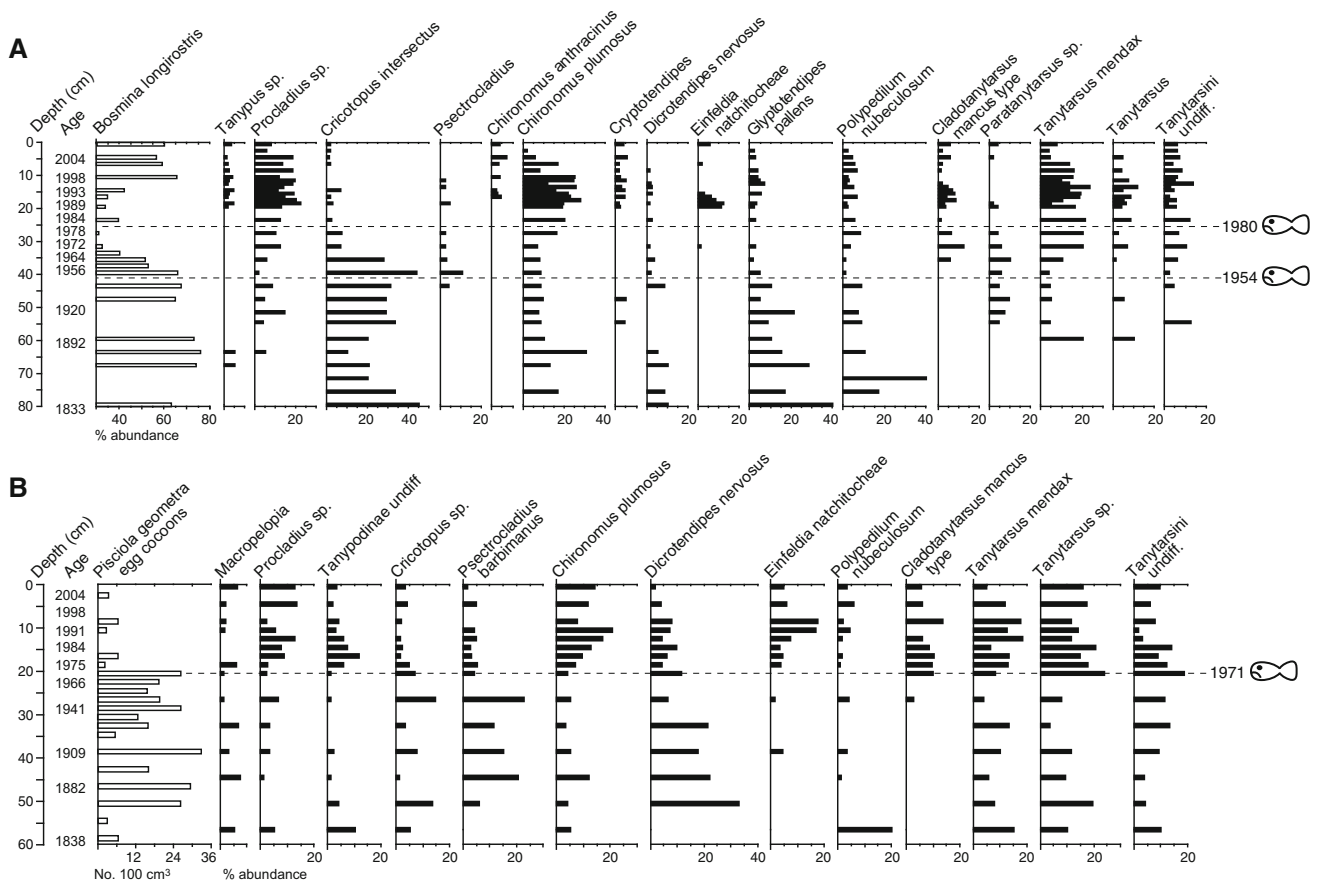 A
Depth (cm)
Age
Bosmina longirostris
Tanypus sp.
Procladius sp.
Cricotopus intersectus
Psectrocladius
Chironomus anthracinus
Chironomus plumosus
Cryptotendipes
Dicrotendipes nervosus
Einfeldia
natchitocheae
Glyptotendipes
pallens
Polypedilum
nubeculosum
Cladotanytarsus
mancus type
Paratanytarsus sp.
Tanytarsus mendax
Tanytarsus
Tanytarsini
undiff.
0
10
20
30
40
50
60
70
80
2004
1998
1993
1989
1984
1978
1972
1964
1956
1920
1892
1833
1980
1954
40 60 80 20 20 40 20 20 40 20 20 40 20 40 20 20 20 20
% abundance
B
Depth (cm)
Age
Pisciola geometra
egg cocoons
Macropelopia
Procladius sp.
Tanypodinae undiff
Cricotopus sp.
Psectrocladius
barbimanus
Chironomus plumosus
Dicrotendipes nervosus
Einfeldia natchitocheae
Polypedilum
nubeculosum
Cladotanytarsus mancus
type
Tanytarsus mendax
Tanytarsus sp.
Tanytarsini
undiff.
0
10
20
30
40
50
60
2004
1998
1991
1984
1975
1966
1941
1909
1882
1838
1971
12 24 36 20 20 20 20 20 40 20 20 20 20 20 20
No. 100 cm³
% abundance